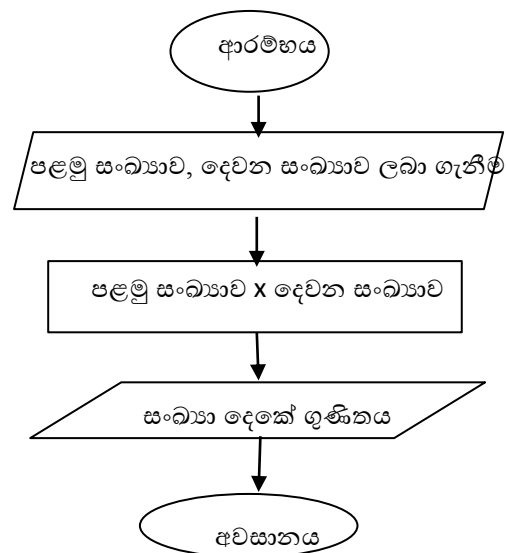 ආරම්භය
පළමු සංඛ්‍යාව, දෙවන සංඛ්‍යාව ලබා ගැනීම
පළමු සංඛ්‍යාව x දෙවන සංඛ්‍යාව
සංඛ්‍යා දෙකේ ගුණිතය
අවසානය